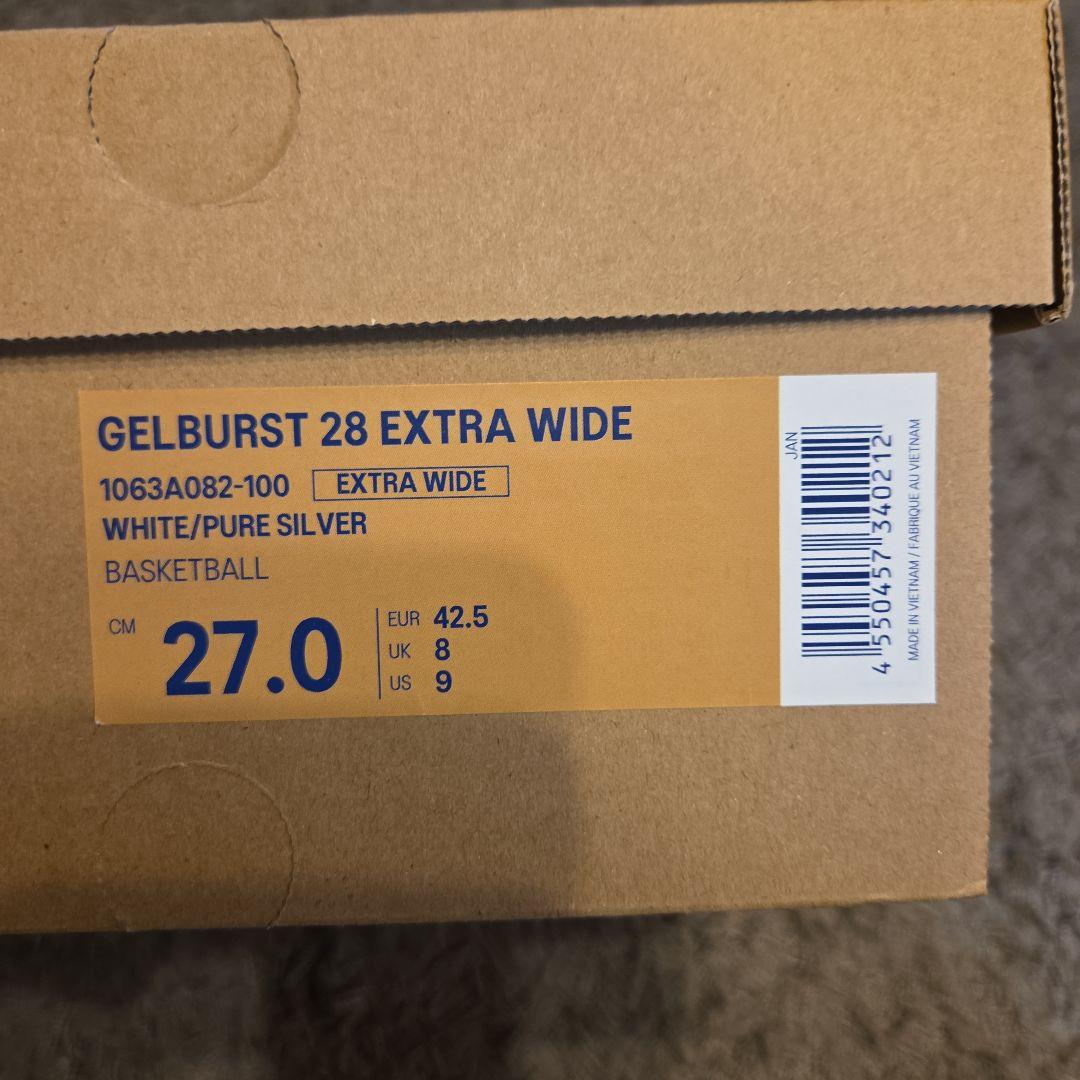 GELBURST 28 EXTRA WIDE
1063A082-100 EXTRA WIDE
WHITE/PURE SILVER
BASKETBALL
CM 27.0
EUR 42.5
UK 8
US 9
JAN
4 550457 340212
MADE IN VIETNAM / FABRIQUE AU VIETNAM